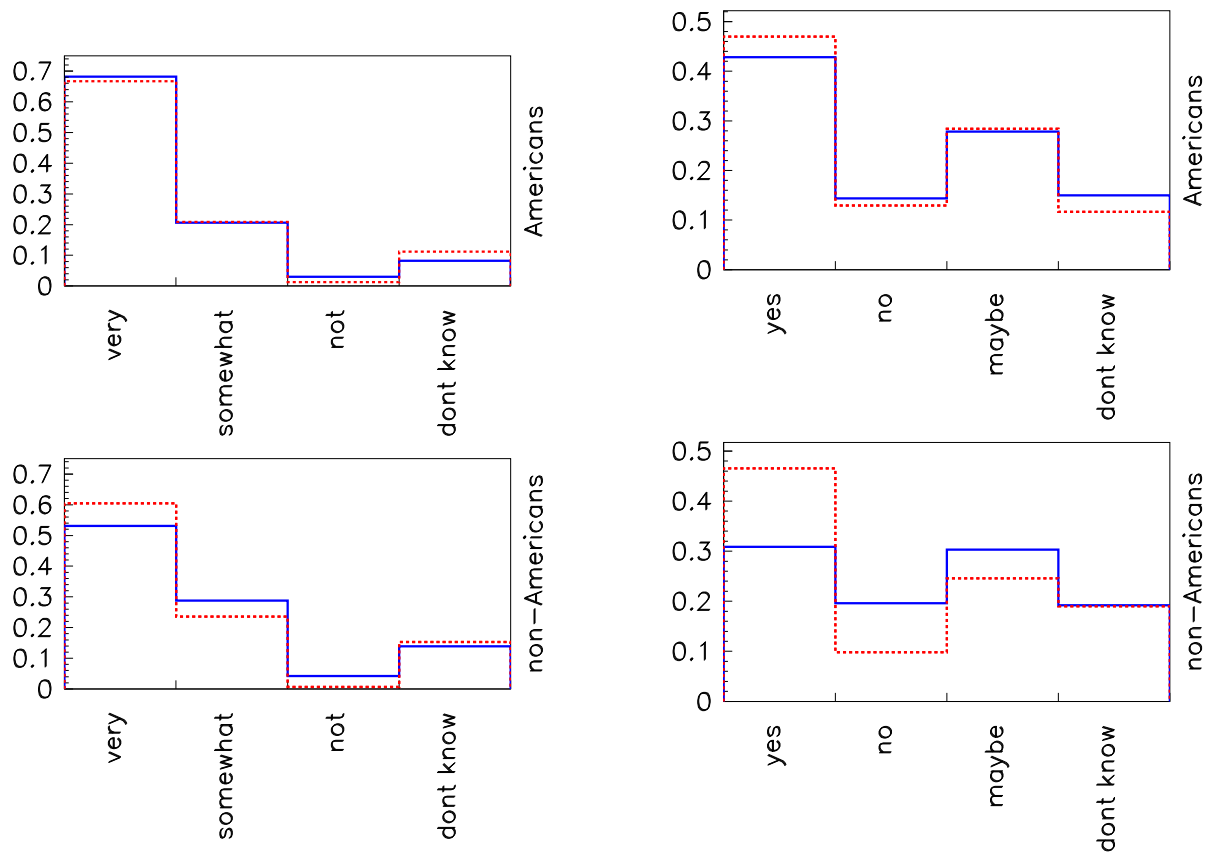 0.7
0.6
0.5
0.4
0.3
0.2
0.1
0
very
somewhat
not
dont know
Americans
0.5
0.4
0.3
0.2
0.1
0
yes
no
maybe
dont know
Americans
0.7
0.6
0.5
0.4
0.3
0.2
0.1
0
very
somewhat
not
dont know
non-Americans
0.5
0.4
0.3
0.2
0.1
0
yes
no
maybe
dont know
non-Americans